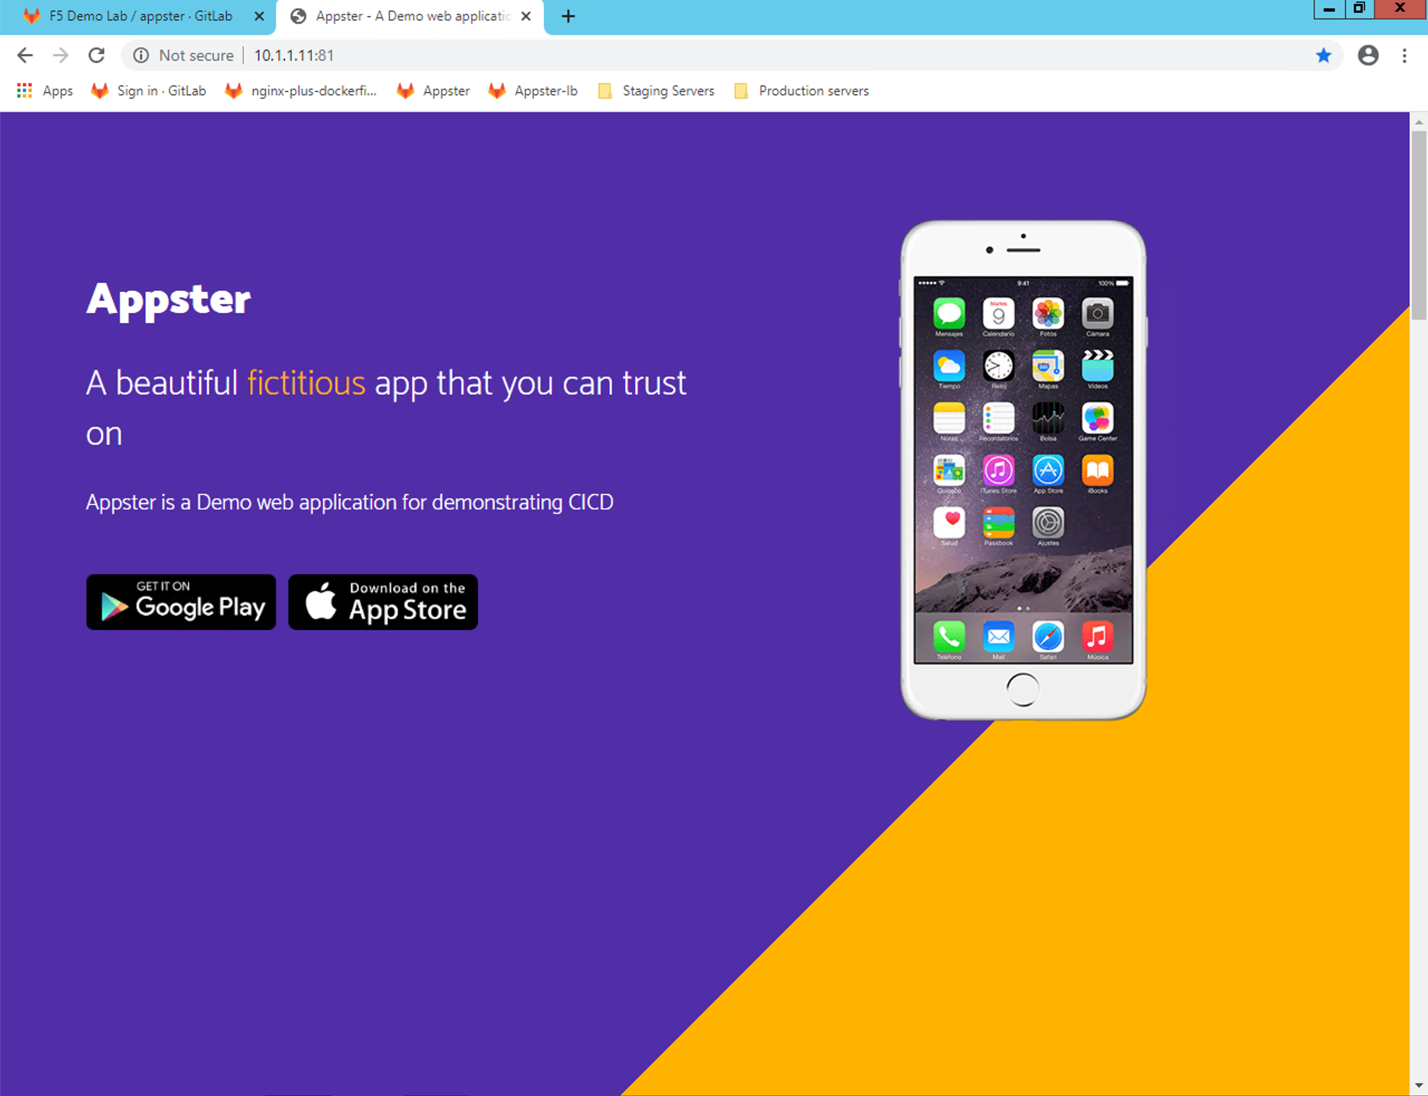 F5 Demo Lab / appster · GitLab
Appster - A Demo web applicatic
Not secure | 10.1.1.11:81
Apps
Sign in · GitLab
nginx-plus-dockerfi...
Appster
Appster-lb
Staging Servers
Production servers
Appster
A beautiful fictitious app that you can trust
on
Appster is a Demo web application for demonstrating CICD
GET IT ON
Google Play
Download on the
App Store
9:41
100%
Martes
9
Mensajes
Calendario
Fotos
Cámara
Tiempo
Reloj
Mapas
Videos
Notas
Recordatorios
Bolsa
Game Center
Quiosco
iTunes Store
App Store
iBooks
Salud
Passbook
Ajustes
Teléfono
Mail
Safari
Música